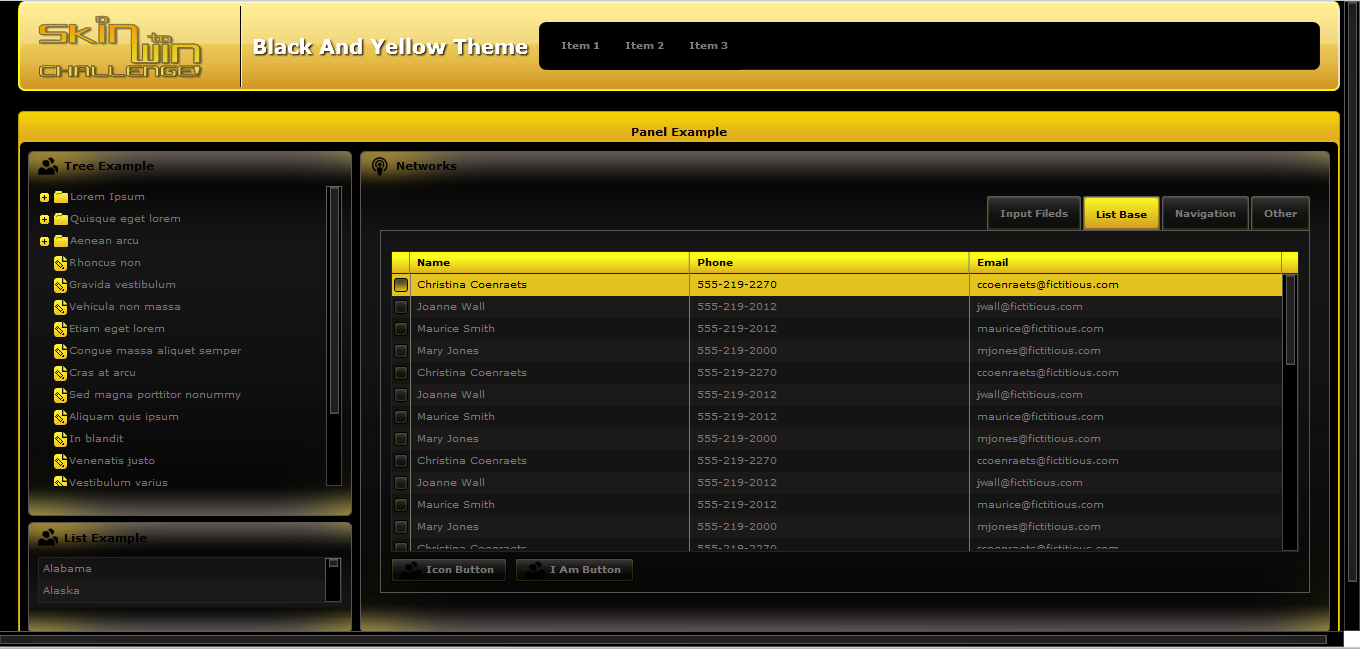 Skin to Win CHALLENGE!
Black And Yellow Theme
Item 1 Item 2 Item 3
Panel Example
Tree Example
Lorem Ipsum
Quisque eget lorem
Aenean arcu
Rhoncus non
Gravida vestibulum
Vehicula non massa
Etiam eget lorem
Congue massa aliquet semper
Cras at arcu
Sed magna porttitor nonummy
Aliquam quis ipsum
In blandit
Venenatis justo
Vestibulum varius
List Example
Alabama
Alaska
Networks
Input Fileds List Base Navigation Other
Name Phone Email
Christina Coenraets 555-219-2270 ccoenraets@fictitious.com
Joanne Wall 555-219-2012 jwall@fictitious.com
Maurice Smith 555-219-2012 maurice@fictitious.com
Mary Jones 555-219-2000 mjones@fictitious.com
Christina Coenraets 555-219-2270 ccoenraets@fictitious.com
Joanne Wall 555-219-2012 jwall@fictitious.com
Maurice Smith 555-219-2012 maurice@fictitious.com
Mary Jones 555-219-2000 mjones@fictitious.com
Christina Coenraets 555-219-2270 ccoenraets@fictitious.com
Joanne Wall 555-219-2012 jwall@fictitious.com
Maurice Smith 555-219-2012 maurice@fictitious.com
Mary Jones 555-219-2000 mjones@fictitious.com
Christina Coenraets 555-219-2270 ccoenraets@fictitious.com
Icon Button I Am Button